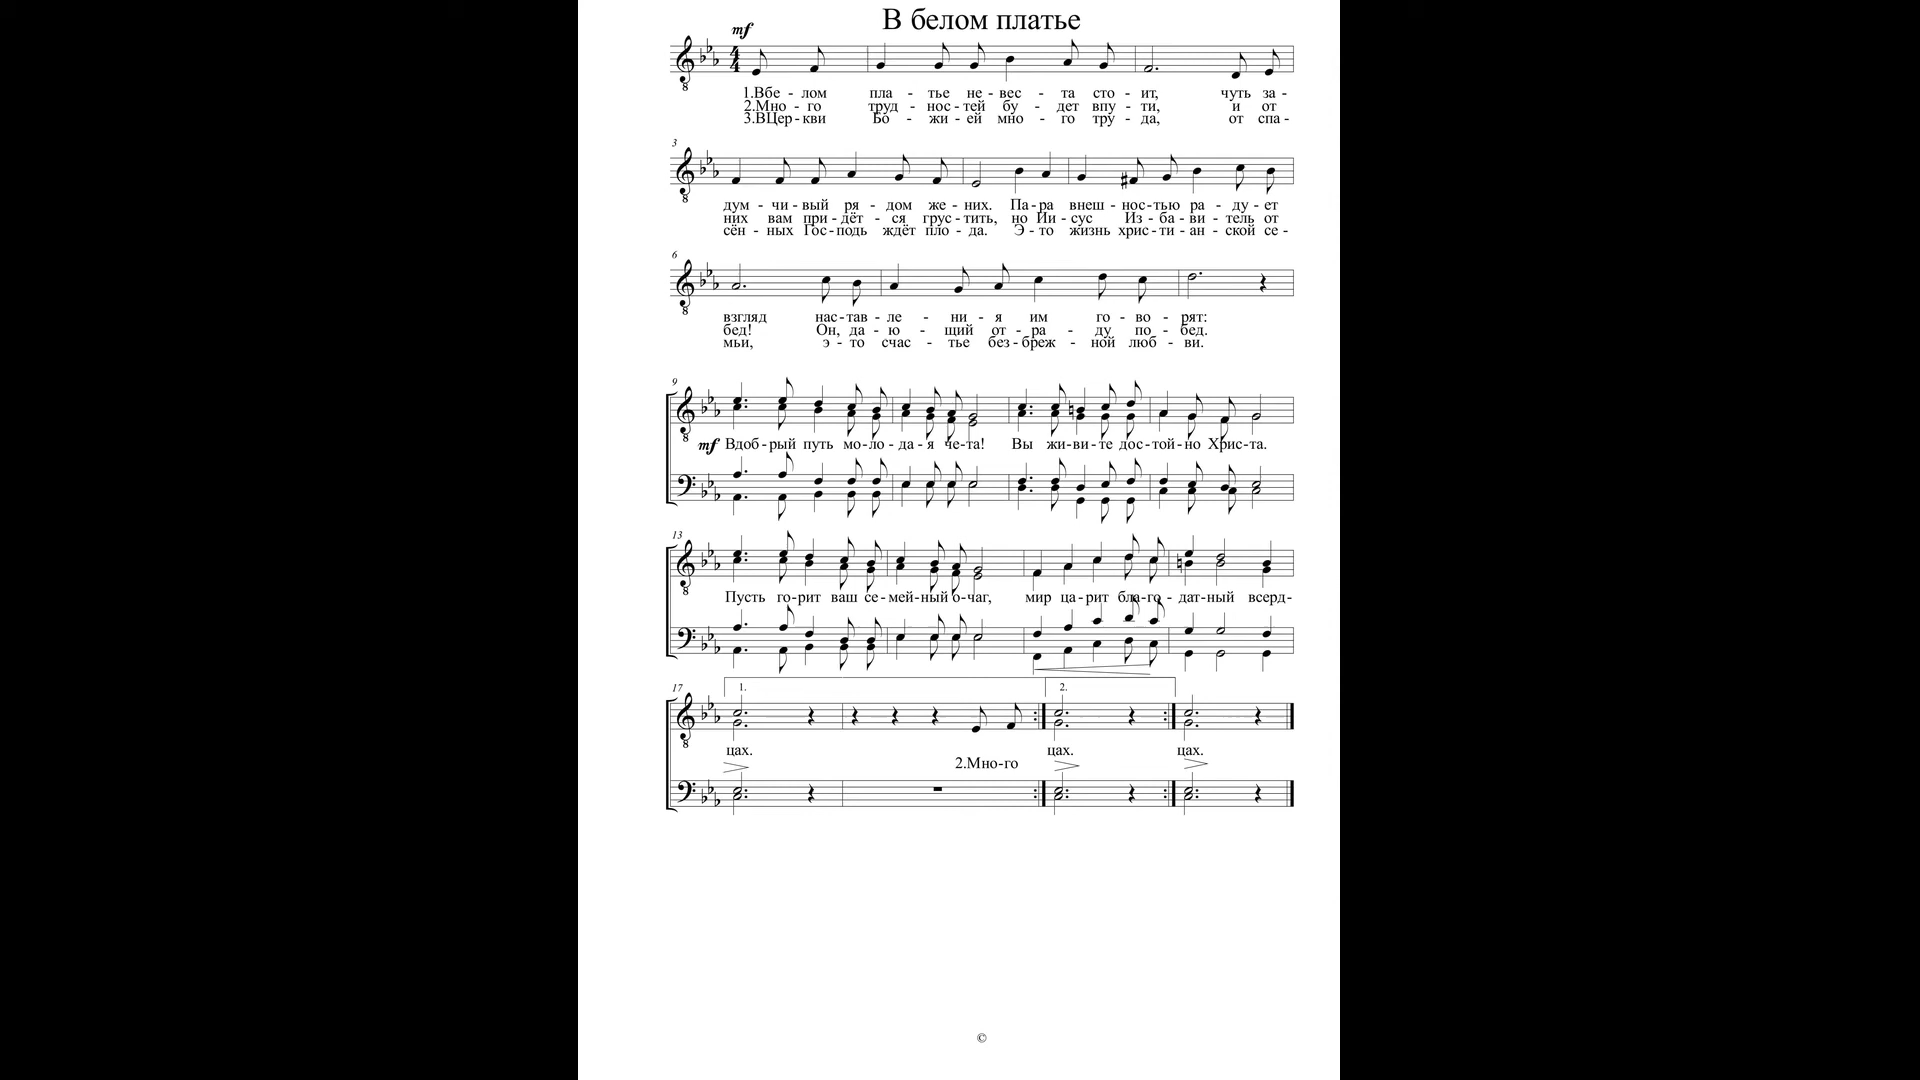 В белом платье
mf
1.Вбе - лом пла - тье не - вес - та сто - ит, чуть за -
2.Мно - го труд - нос - тей бу - дет впу - ти, и от
3.ВЦер - кви Бо - жи - ей мно - го тру - да, от спа -
3
дум - чи - вый ря - дом же - них. Па - ра внеш - нос - тью ра - ду - ет
них вам при - дёт - ся грус - тить, но Ии - сус Из - ба - ви - тель от
сён - ных Гос - подь ждёт пло - да. Э - то жизнь хрис - ти - ан - ской се -
6
взгляд нас - тав - ле - ни - я им го - во - рят:
бед! Он, да - ю - щий от - ра - ду по - бед.
мьи, э - то счас - тье без - бреж - ной люб - ви.
9
mf Вдоб - рый путь мо - ло - да - я че - та! Вы жи - ви - те дос - той - но Хрис - та.
13
Пусть го - рит ваш се - мей - ный о - чаг, мир ца - рит бла - го - дат - ный всерд -
17
1. 2.
цах. цах. цах.
2.Мно - го
©